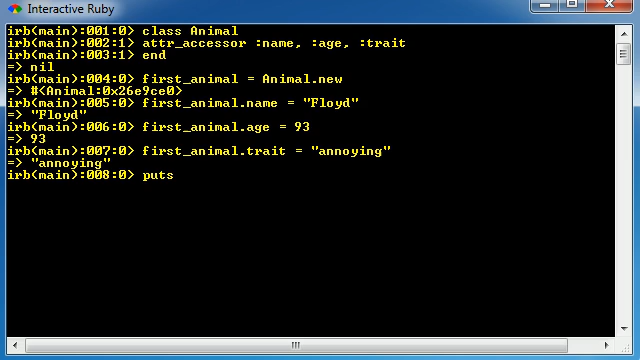 Interactive Ruby
irb(main):001:0> class Animal
irb(main):002:1> attr_accessor :name, :age, :trait
irb(main):003:1> end
=> nil
irb(main):004:0> first_animal = Animal.new
=> #<Animal:0x26e9ce0>
irb(main):005:0> first_animal.name = "Floyd"
=> "Floyd"
irb(main):006:0> first_animal.age = 93
=> 93
irb(main):007:0> first_animal.trait = "annoying"
=> "annoying"
irb(main):008:0> puts